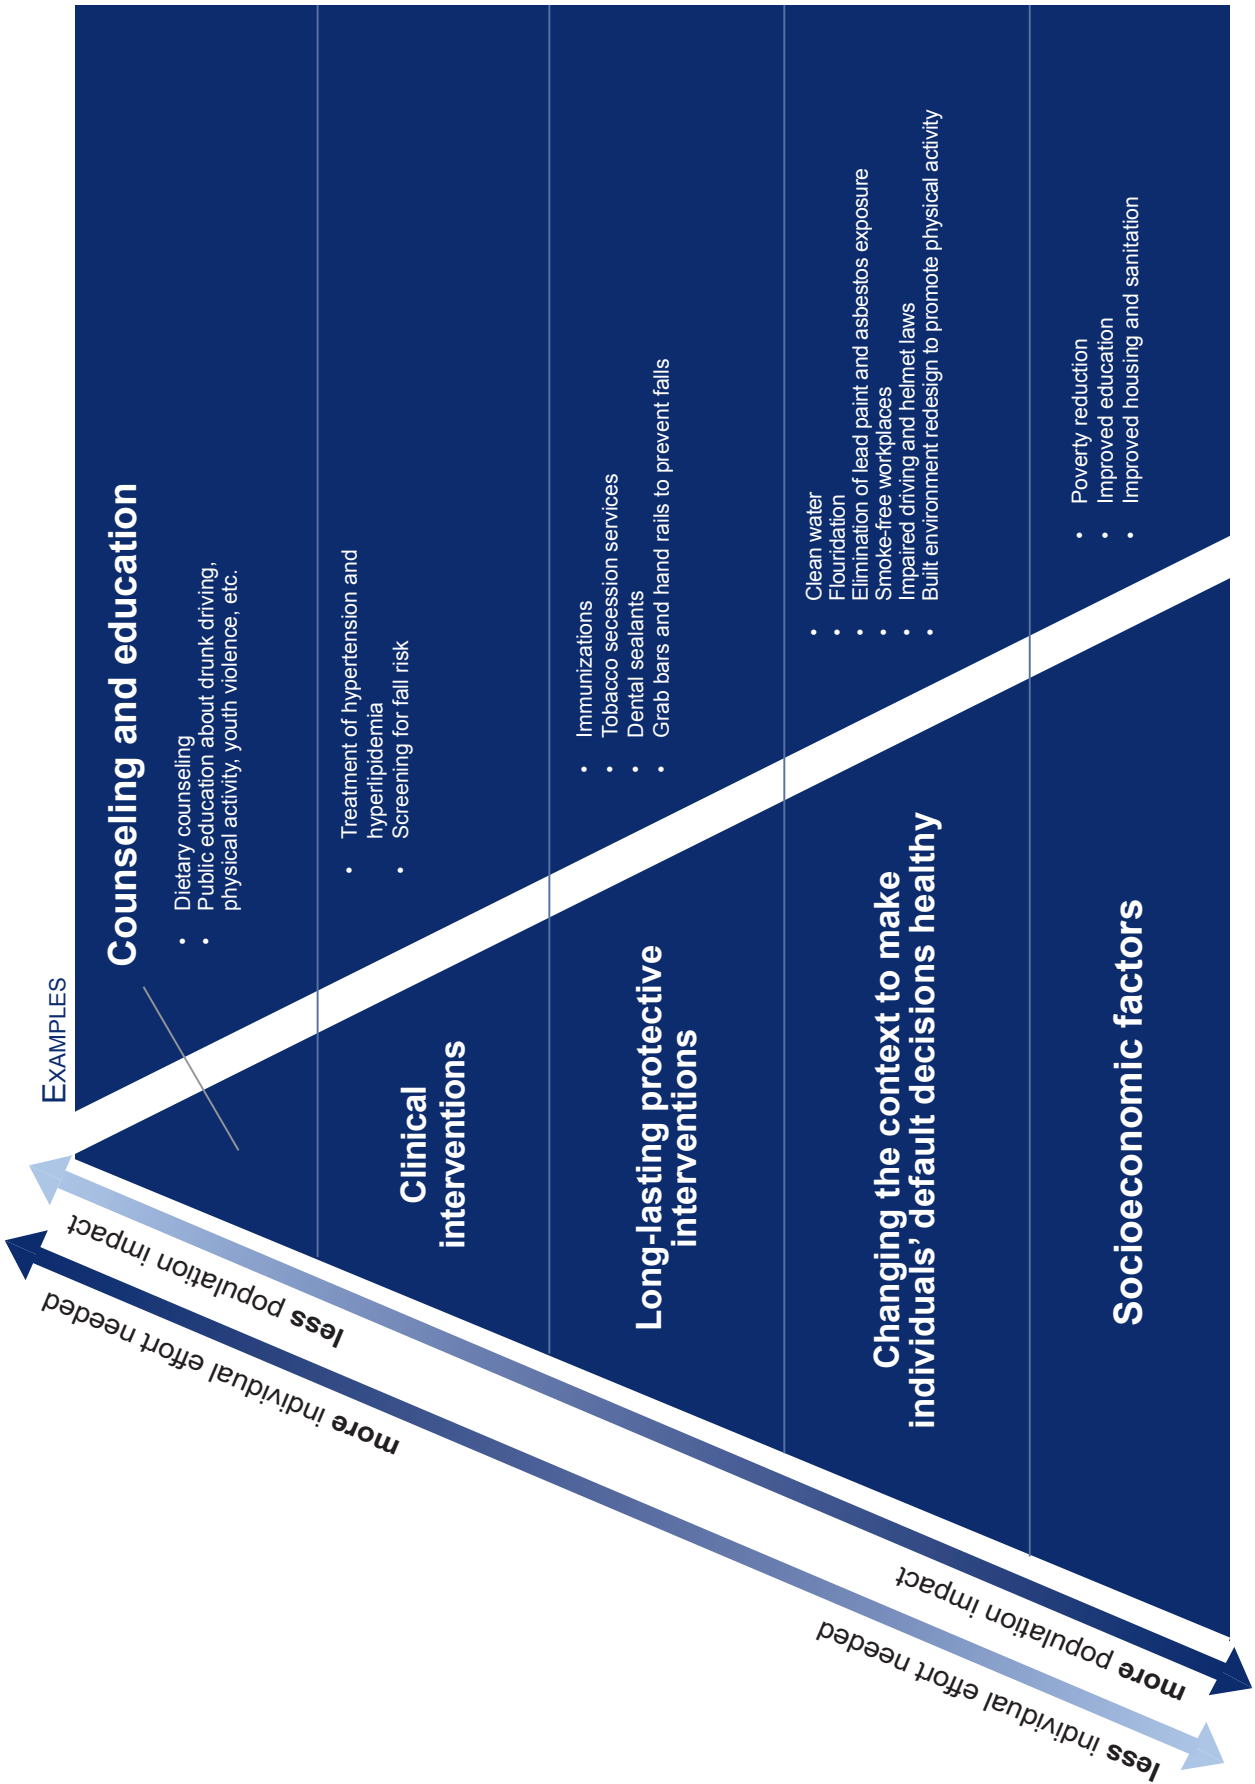 EXAMPLES
Counseling and education
• Dietary counseling
• Public education about drunk driving,
physical activity, youth violence, etc.
Clinical
interventions
• Treatment of hypertension and
hyperlipidemia
• Screening for fall risk
Long-lasting protective
interventions
• Immunizations
• Tobacco secession services
• Dental sealants
• Grab bars and hand rails to prevent falls
Changing the context to make
individuals’ default decisions healthy
• Clean water
• Flouridation
• Elimination of lead paint and asbestos exposure
• Smoke-free workplaces
• Impaired driving and helmet laws
• Built environment redesign to promote physical activity
Socioeconomic factors
• Poverty reduction
• Improved education
• Improved housing and sanitation
less population impact
more individual effort needed
more population impact
less individual effort needed